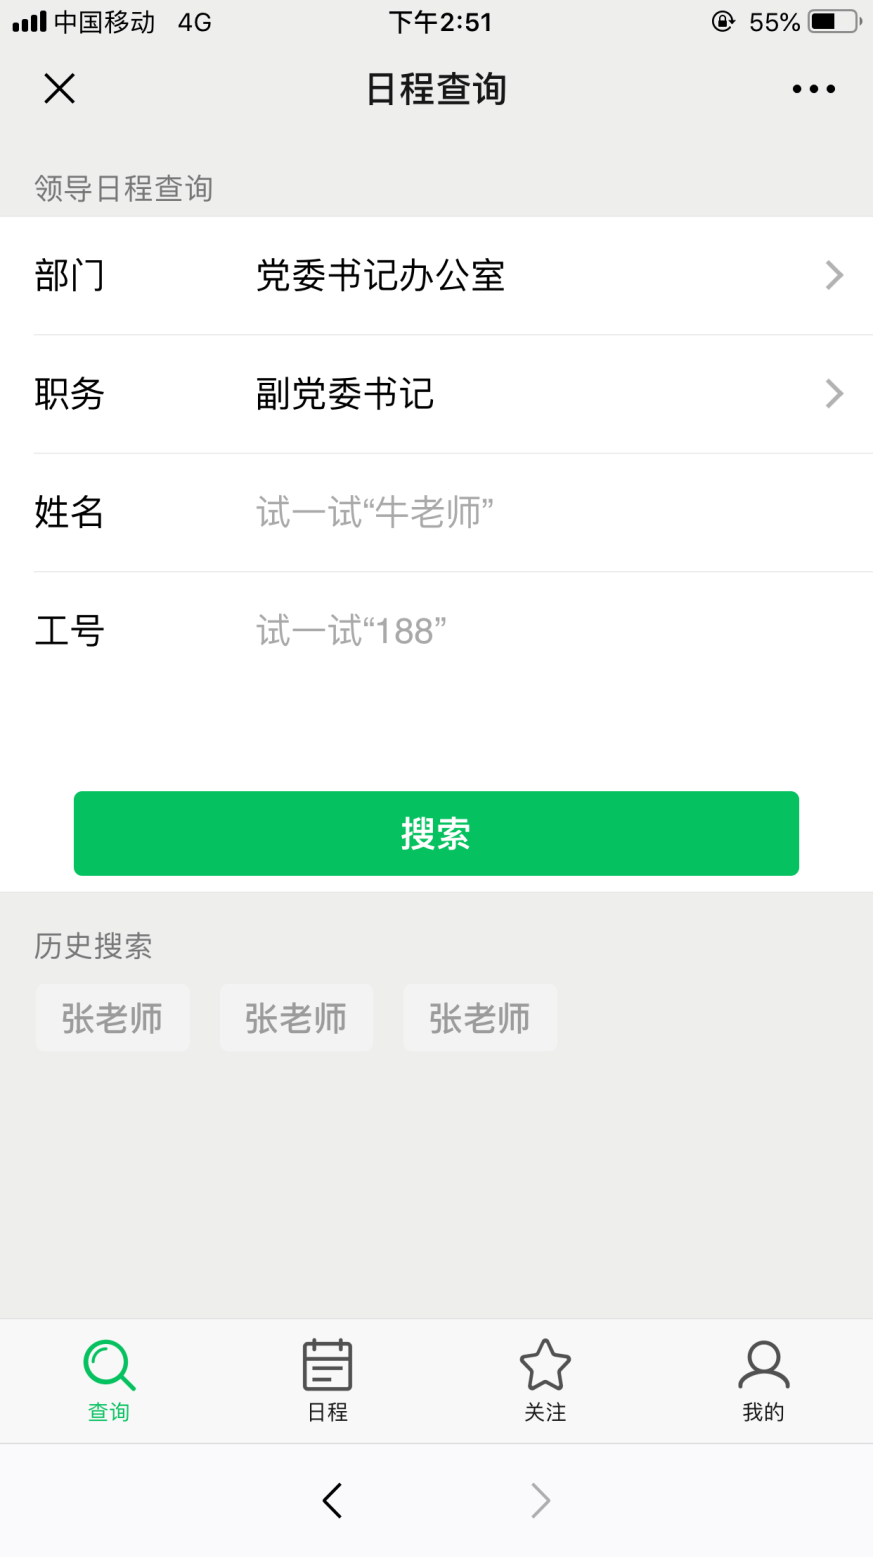 中国移动 4G 下午2:51 55%
日程查询
领导日程查询
部门 党委书记办公室
职务 副党委书记
姓名 试一试“牛老师”
工号 试一试“188”
搜索
历史搜索
张老师 张老师 张老师
查询 日程 关注 我的